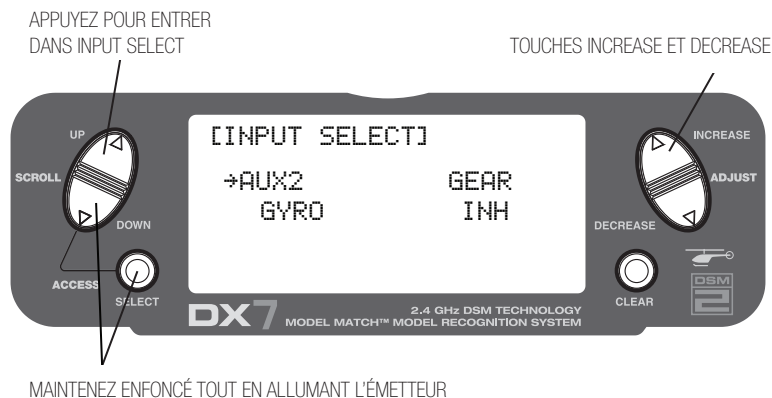 APPUYEZ POUR ENTRER
DANS INPUT SELECT
TOUCHES INCREASE ET DECREASE
UP
SCROLL
DOWN
ACCESS
SELECT
[INPUT SELECT]
→AUX2 GEAR
GYRO INH
INCREASE
ADJUST
DECREASE
CLEAR
DSM
2
DX7
2.4 GHz DSM TECHNOLOGY
MODEL MATCH™ MODEL RECOGNITION SYSTEM
MAINTENEZ ENFONCÉ TOUT EN ALLUMANT L'ÉMETTEUR